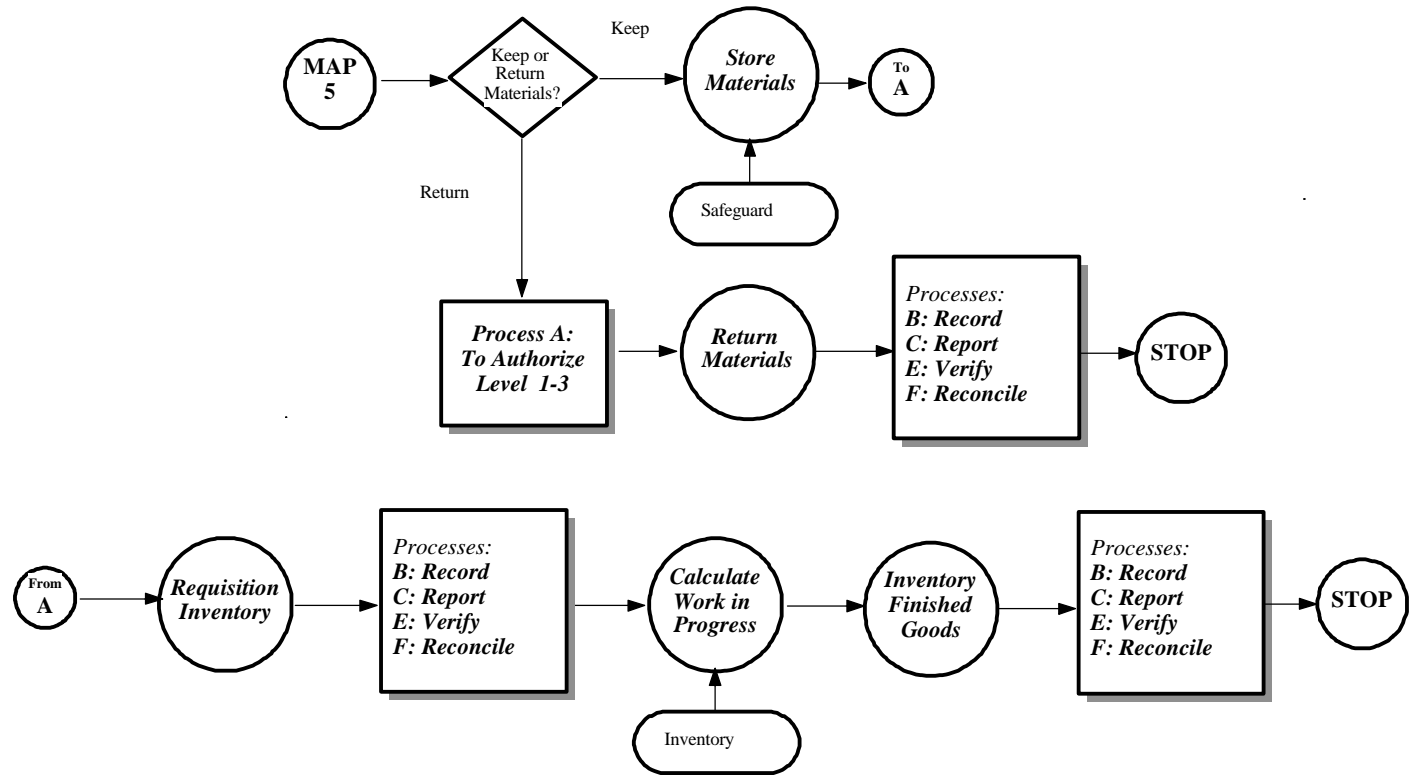 MAP
5
Keep or
Return
Materials?
Keep
Store
Materials
To
A
Return
Safeguard
Process A:
To Authorize
Level 1-3
Return
Materials
Processes:
B: Record
C: Report
E: Verify
F: Reconcile
STOP
From
A
Requisition
Inventory
Processes:
B: Record
C: Report
E: Verify
F: Reconcile
Calculate
Work in
Progress
Inventory
Inventory
Finished
Goods
Processes:
B: Record
C: Report
E: Verify
F: Reconcile
STOP